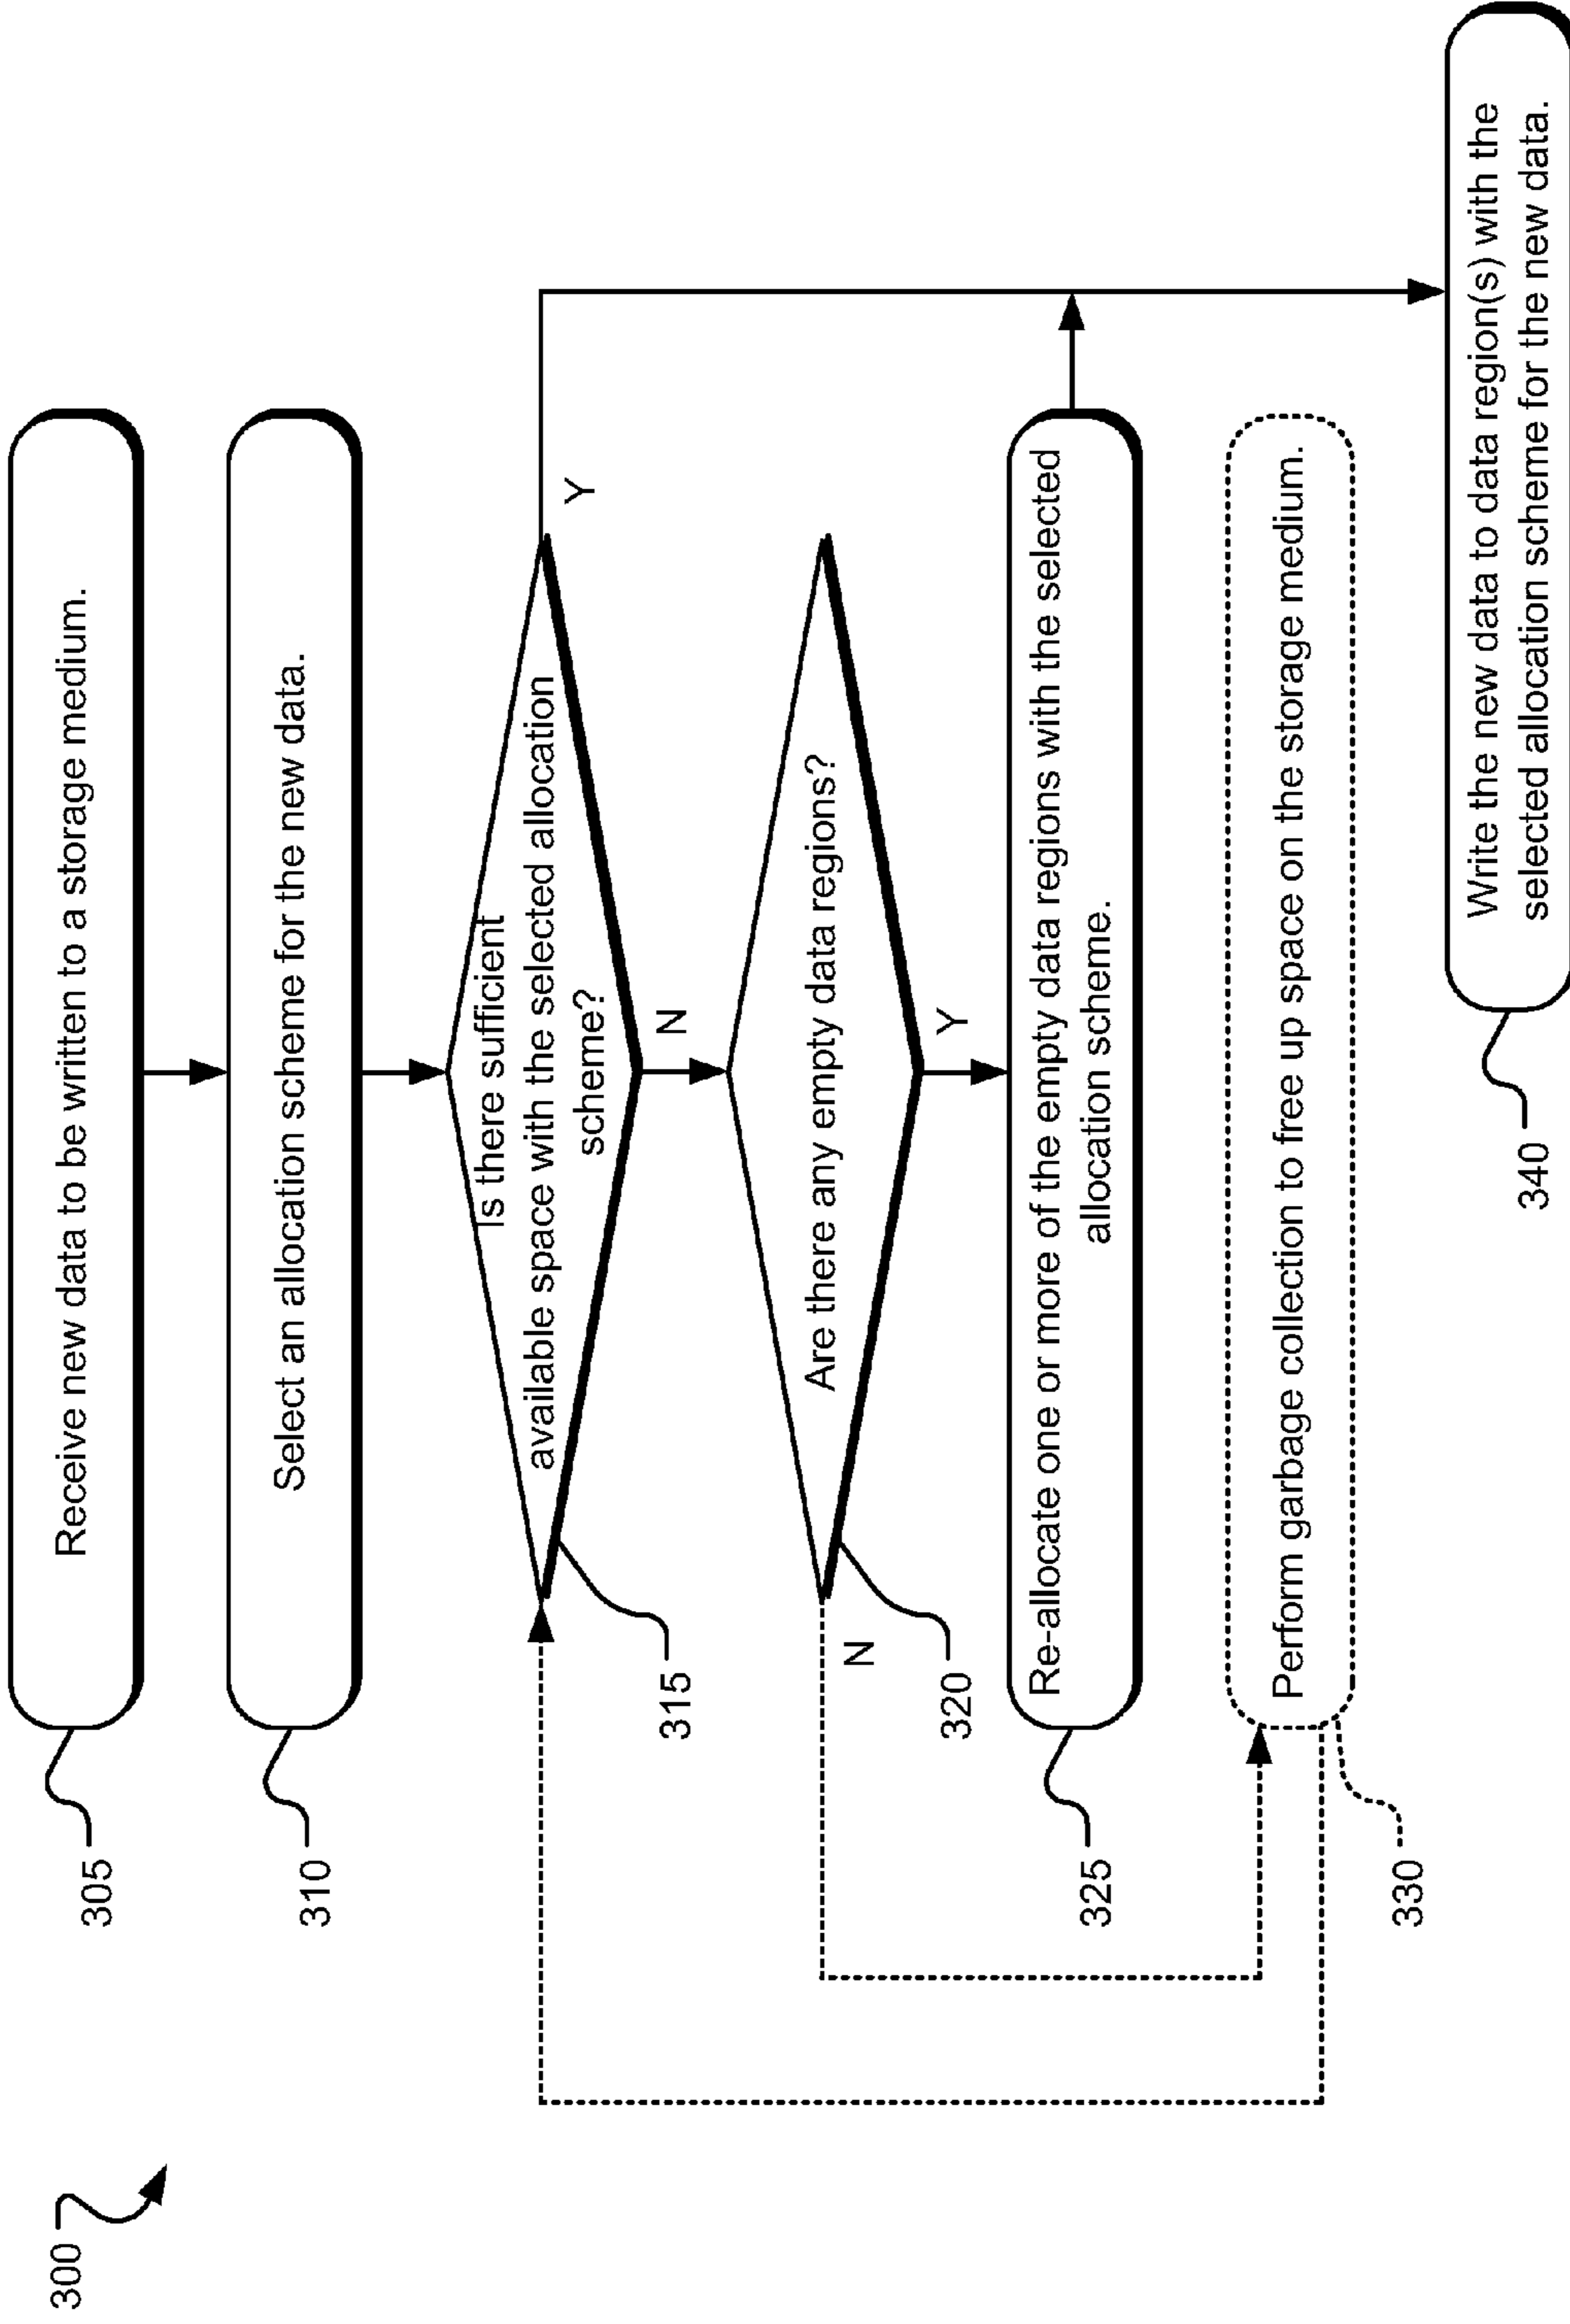 300
305
Receive new data to be written to a storage medium.
310
Select an allocation scheme for the new data.
Is there sufficient
available space with the selected allocation
scheme?
315
Y
N
Are there any empty data regions?
320
N
Y
Re-allocate one or more of the empty data regions with the selected
allocation scheme.
325
Perform garbage collection to free up space on the storage medium.
330
Write the new data to data region(s) with the
selected allocation scheme for the new data.
340